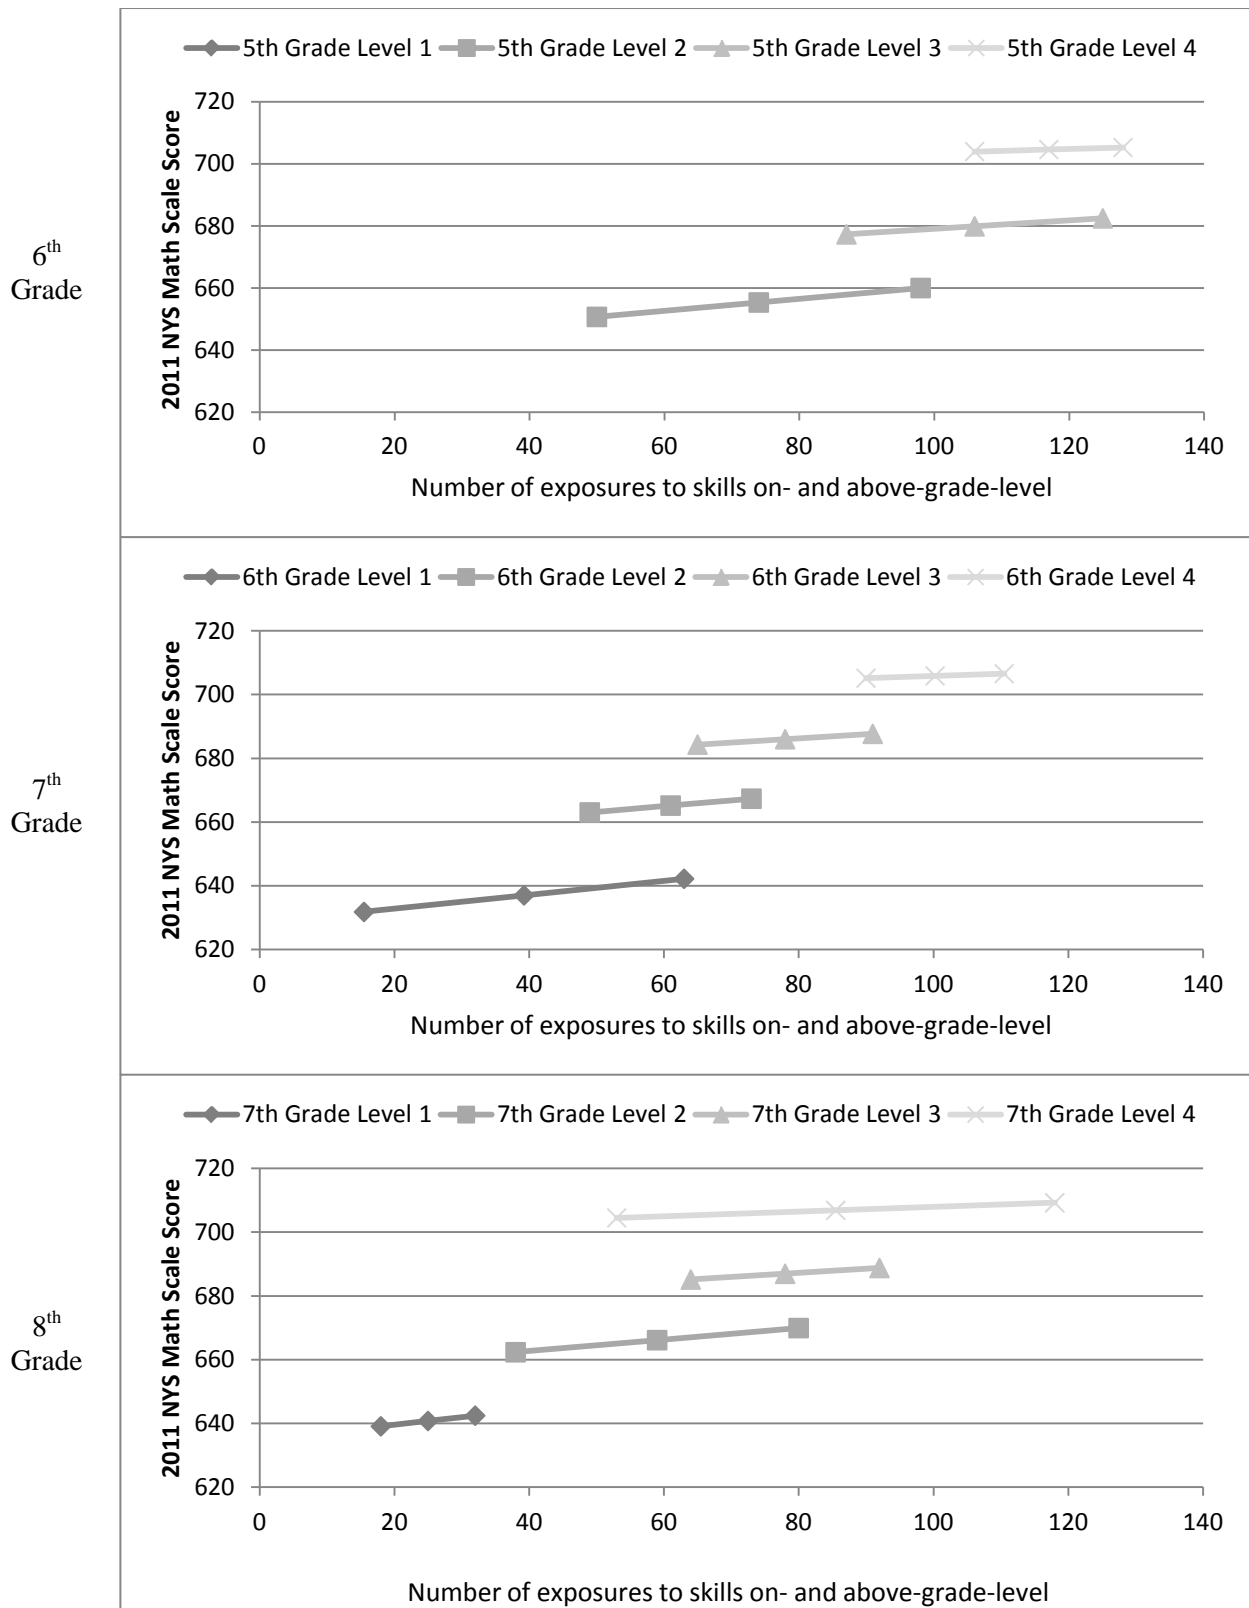 5th Grade Level 1 5th Grade Level 2 5th Grade Level 3 5th Grade Level 4
2011 NYS Math Scale Score
720
700
680
660
640
620
0 20 40 60 80 100 120 140
Number of exposures to skills on- and above-grade-level
6th
Grade
6th Grade Level 1 6th Grade Level 2 6th Grade Level 3 6th Grade Level 4
2011 NYS Math Scale Score
720
700
680
660
640
620
0 20 40 60 80 100 120 140
Number of exposures to skills on- and above-grade-level
7th
Grade
7th Grade Level 1 7th Grade Level 2 7th Grade Level 3 7th Grade Level 4
2011 NYS Math Scale Score
720
700
680
660
640
620
0 20 40 60 80 100 120 140
Number of exposures to skills on- and above-grade-level
8th
Grade